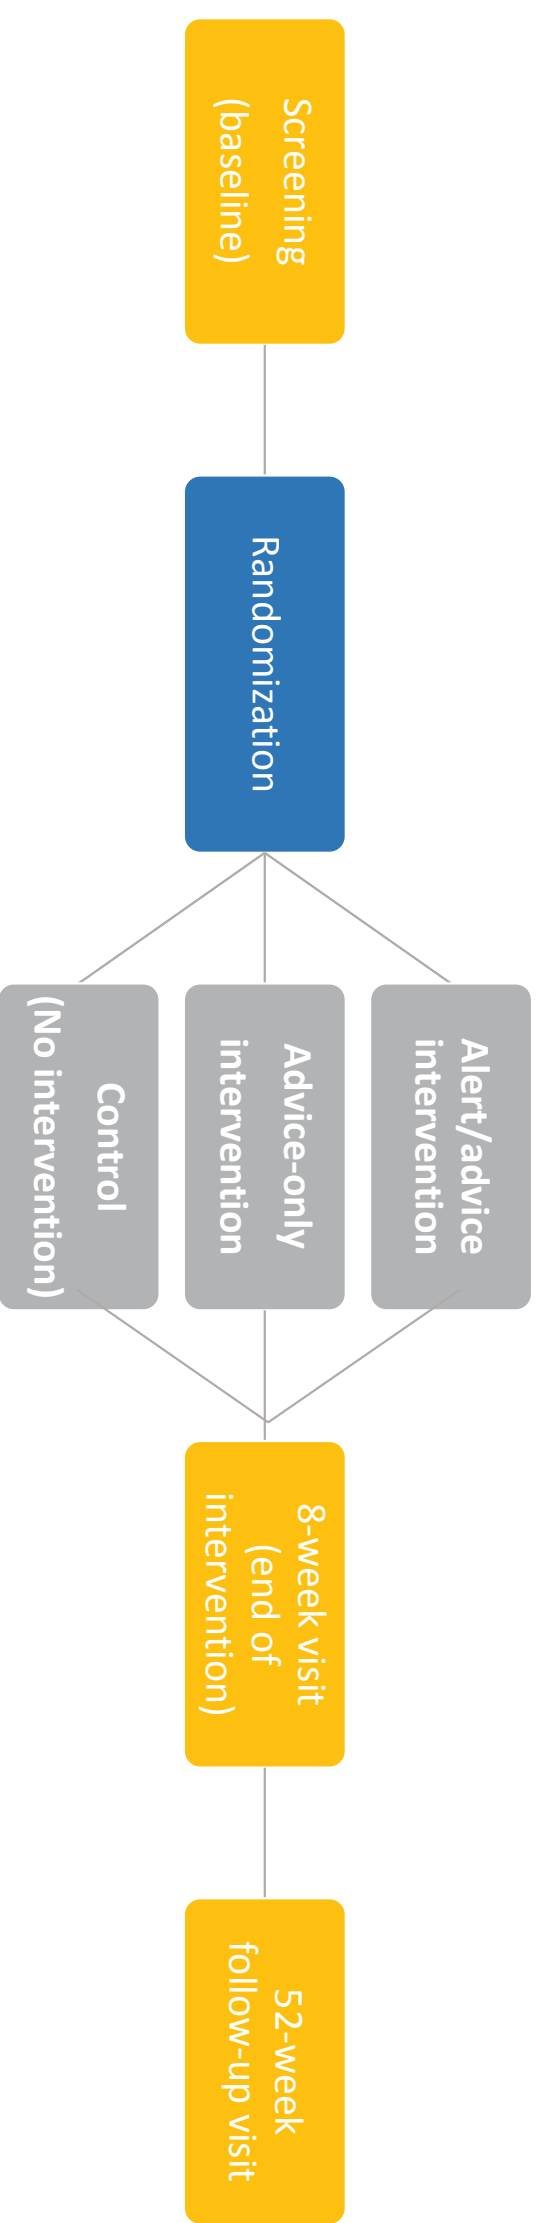 Screening
(baseline)
Randomization
Alert/advice
intervention
Advice-only
intervention
Control
(No intervention)
8-week visit
(end of
intervention)
52-week
follow-up visit